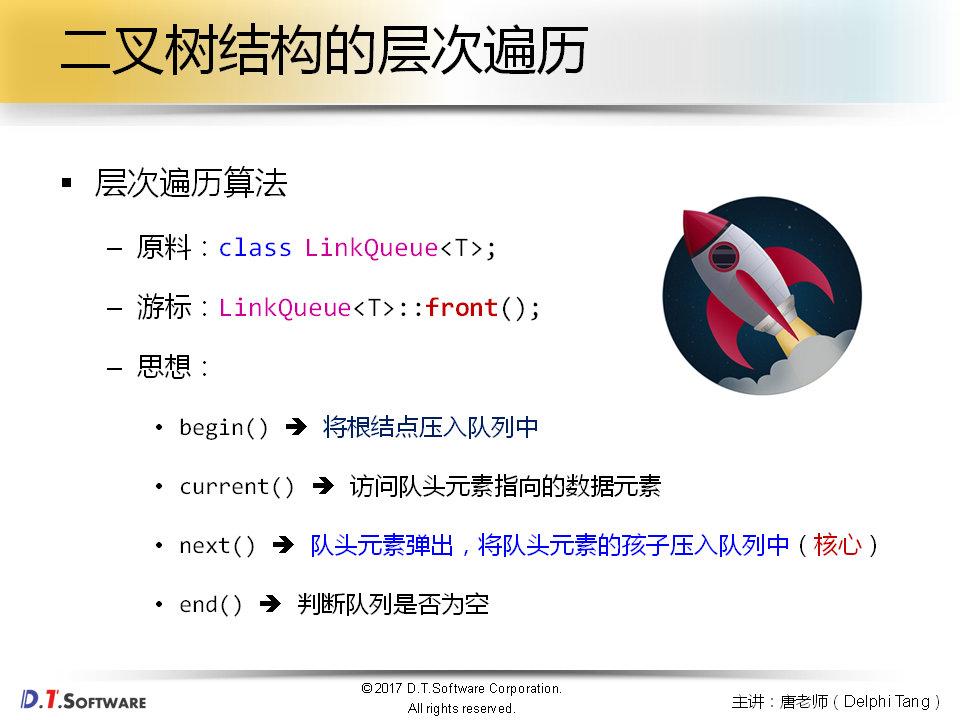 二叉树结构的层次遍历
▪ 层次遍历算法
– 原料：class LinkQueue<T>;
– 游标：LinkQueue<T>::front();
– 思想：
• begin() ➔ 将根结点压入队列中
• current() ➔ 访问队头元素指向的数据元素
• next() ➔ 队头元素弹出，将队头元素的孩子压入队列中（核心）
• end() ➔ 判断队列是否为空
D.T.SOFTWARE
©2017 D.T.Software Corporation.
All rights reserved.
主讲：唐老师（Delphi Tang）